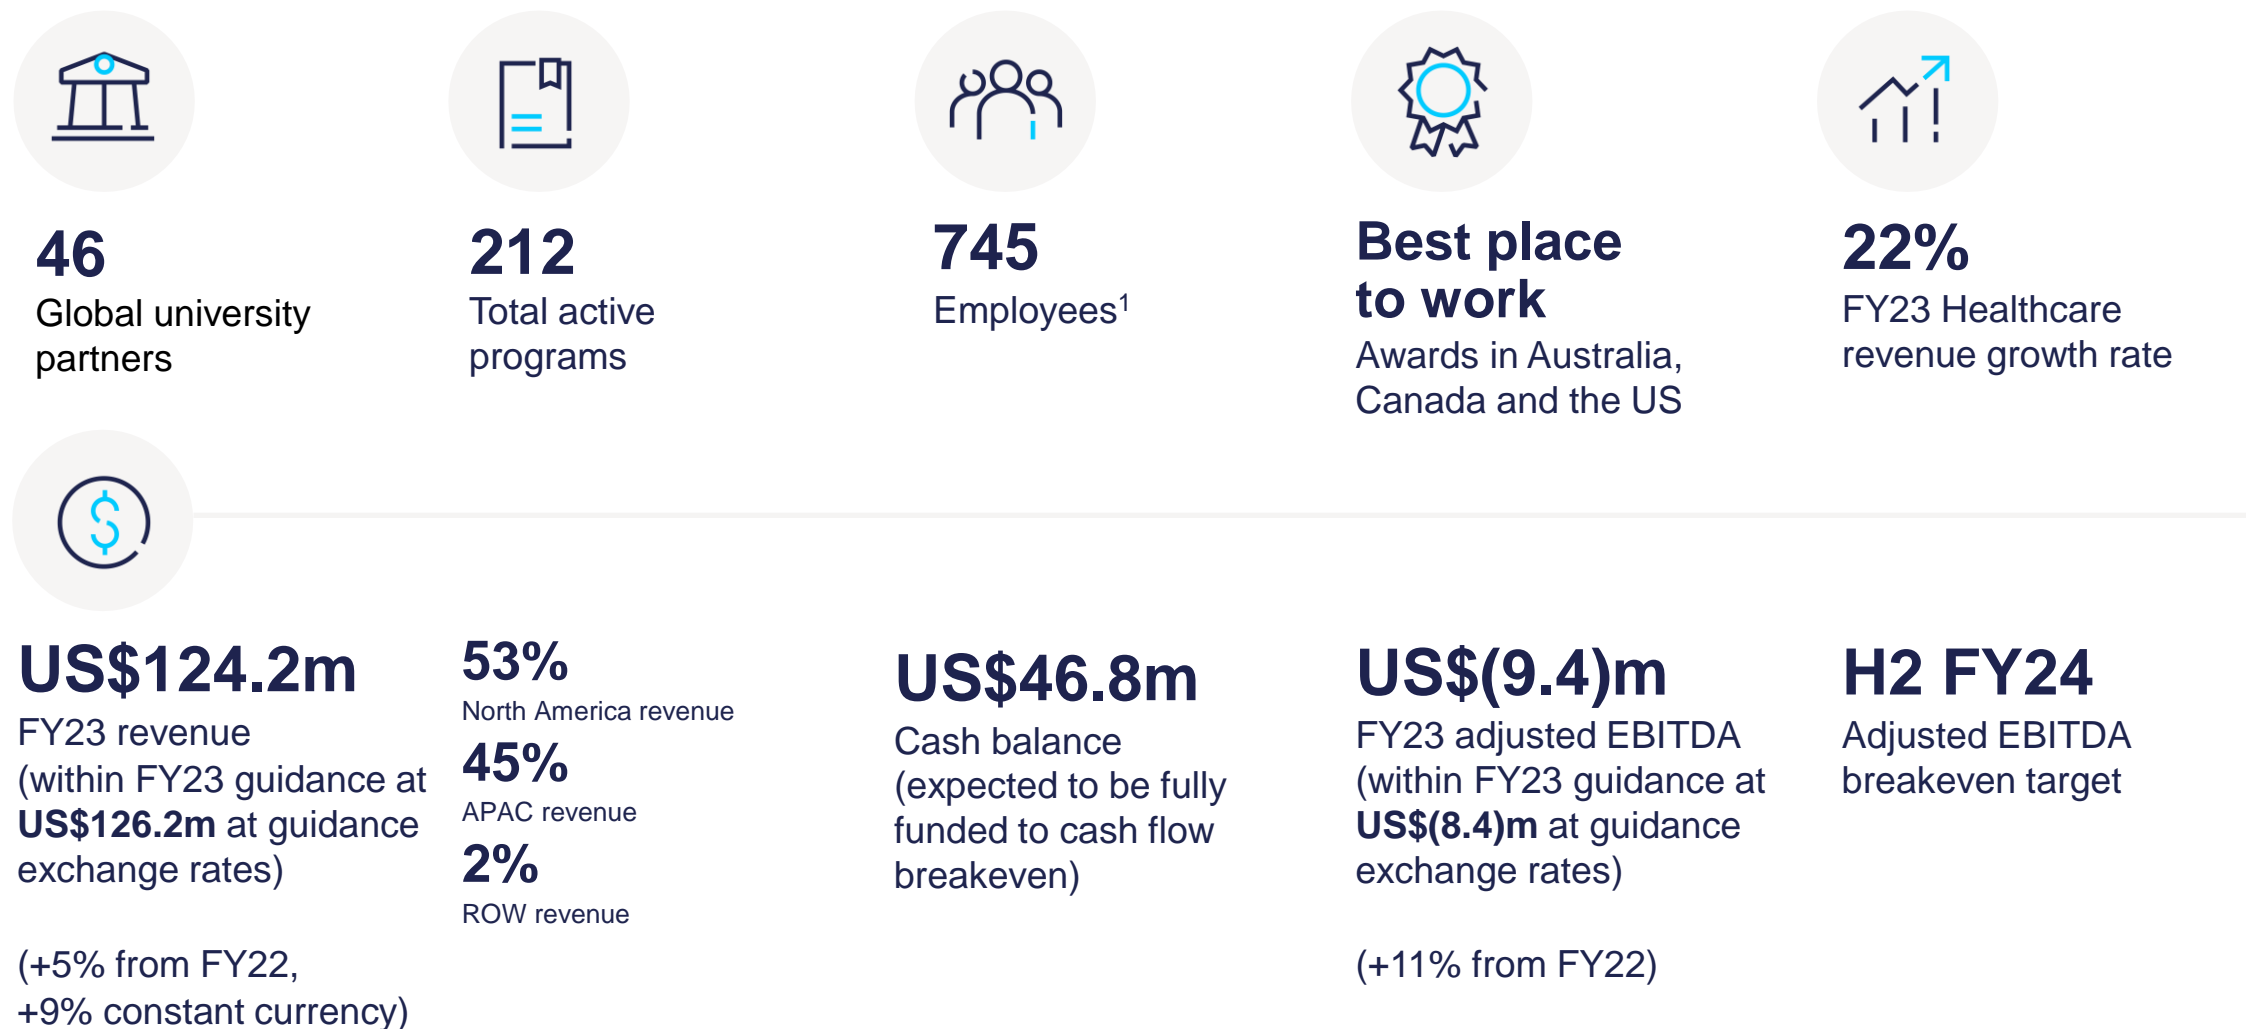 46
Global university
partners
212
Total active
programs
745
Employees¹
Best place
to work
Awards in Australia,
Canada and the US
22%
FY23 Healthcare
revenue growth rate
US$124.2m
FY23 revenue
(within FY23 guidance at
US$126.2m at guidance
exchange rates)
(+5% from FY22,
+9% constant currency)
53%
North America revenue
45%
APAC revenue
2%
ROW revenue
US$46.8m
Cash balance
(expected to be fully
funded to cash flow
breakeven)
US$(9.4)m
FY23 adjusted EBITDA
(within FY23 guidance at
US$(8.4)m at guidance
exchange rates)
(+11% from FY22)
H2 FY24
Adjusted EBITDA
breakeven target